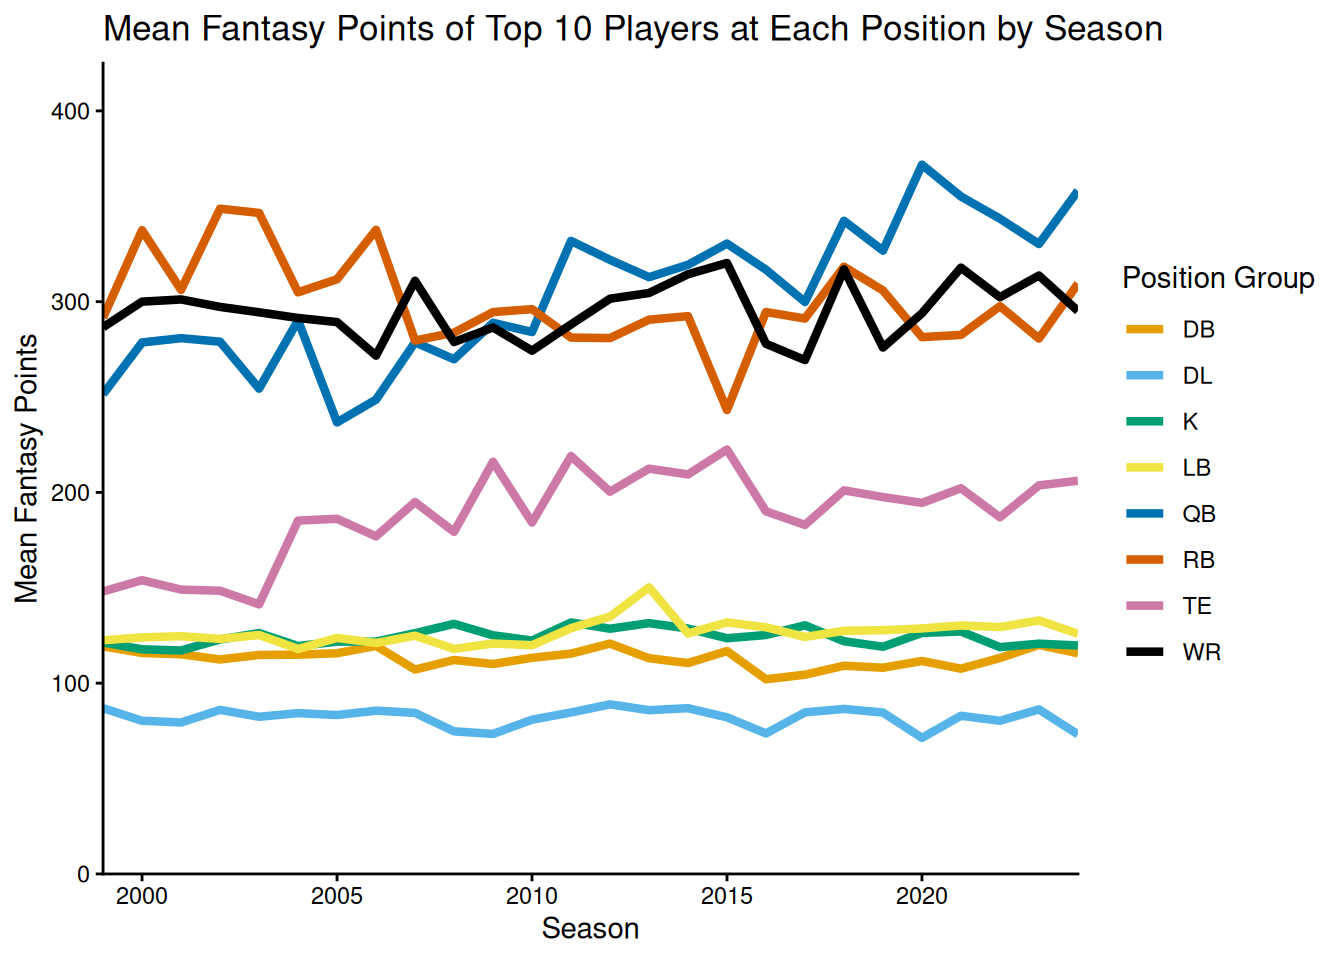 Mean Fantasy Points of Top 10 Players at Each Position by Season
Mean Fantasy Points
400
300
200
100
0
2000
2005
2010
2015
2020
Season
Position Group
DB
DL
K
LB
QB
RB
TE
WR